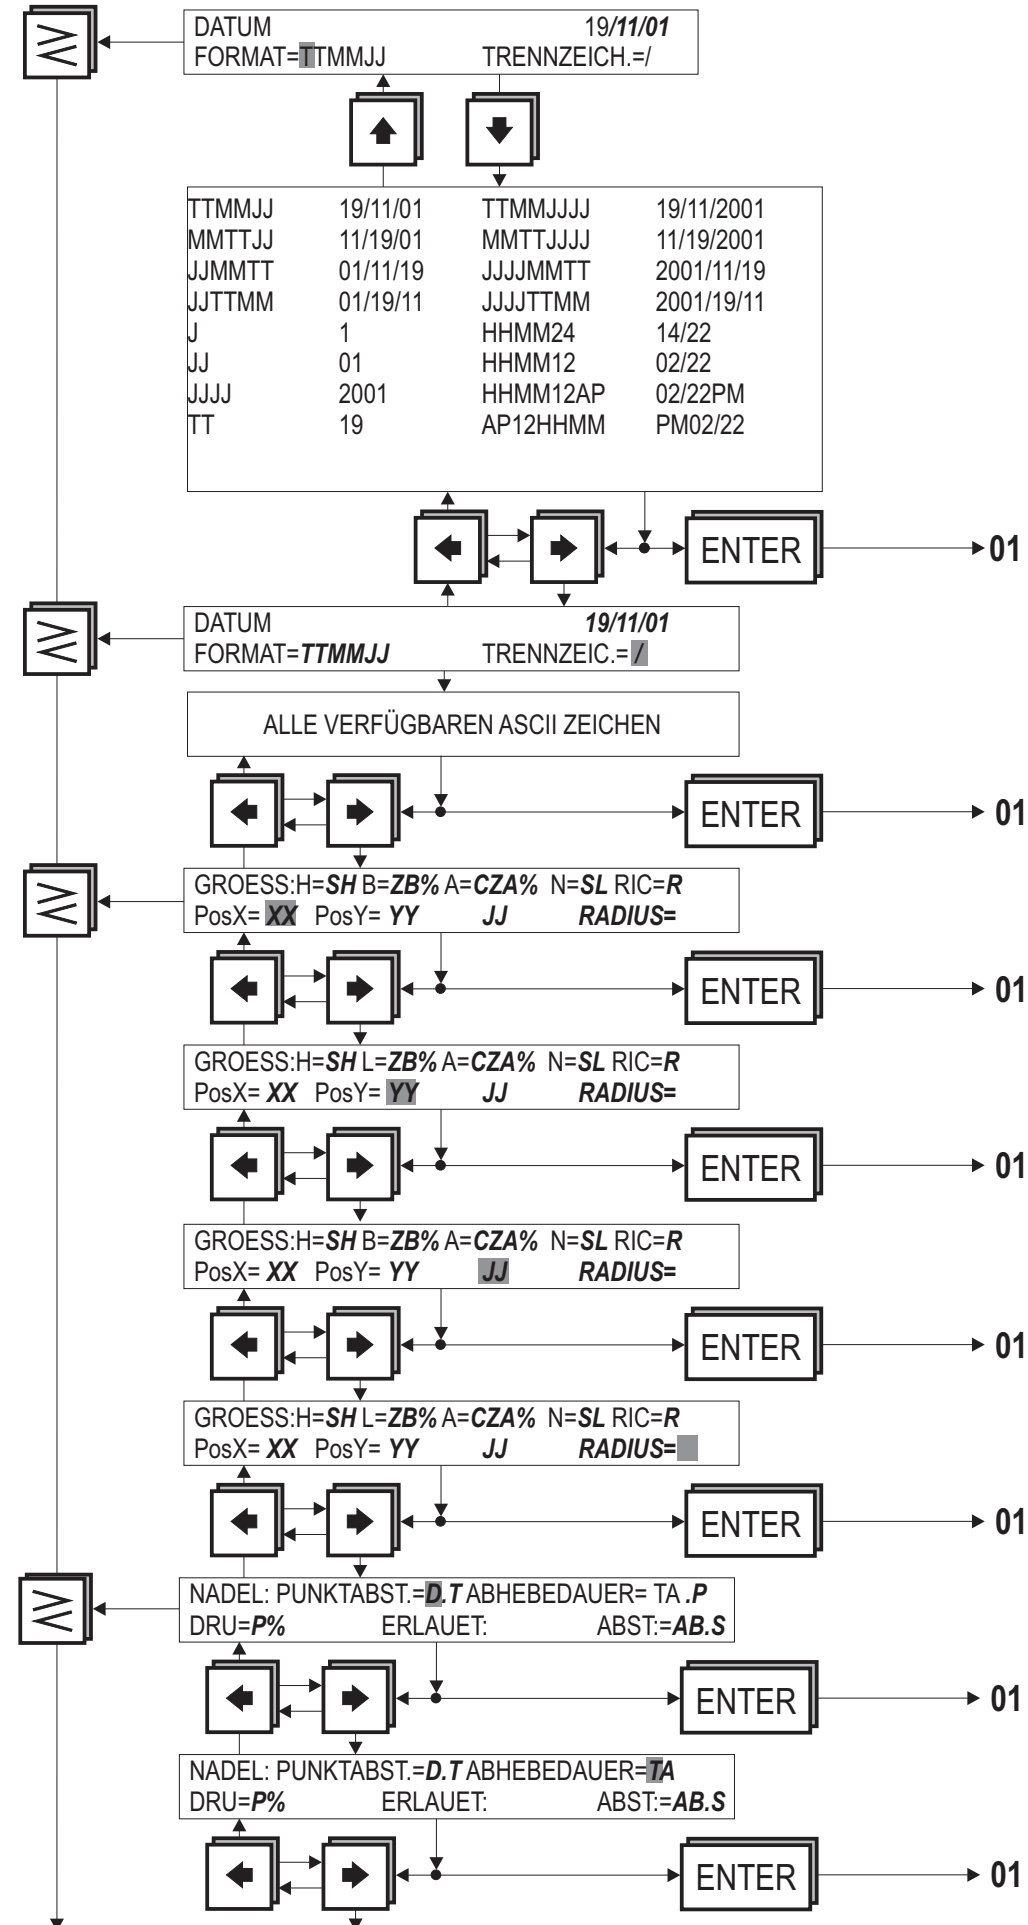 DATUM 19/11/01
FORMAT=TTMMJJ TRENNZEICH.=/
TTMMJJ 19/11/01 TTMMJJJJ 19/11/2001
MMTTJJ 11/19/01 MMTTJJJJ 11/19/2001
JJMMTT 01/11/19 JJJJMMTT 2001/11/19
JJTTMM 01/19/11 JJJJTTMM 2001/19/11
J 1 HHMM24 14/22
JJ 01 HHMM12 02/22
JJJJ 2001 HHMM12AP 02/22PM
TT 19 AP12HHMM PM02/22
ENTER 01
DATUM 19/11/01
FORMAT=TTMMJJ TRENNZEIC.= /
ALLE VERFÜGBAREN ASCII ZEICHEN
ENTER 01
GROESS:H=SH B=ZB% A=CZA% N=SL RIC=R
PosX= XX PosY= YY JJ RADIUS=
ENTER 01
GROESS:H=SH L=ZB% A=CZA% N=SL RIC=R
PosX= XX PosY= YY JJ RADIUS=
ENTER 01
GROESS:H=SH B=ZB% A=CZA% N=SL RIC=R
PosX= XX PosY= YY JJ RADIUS=
ENTER 01
GROESS:H=SH L=ZB% A=CZA% N=SL RIC=R
PosX= XX PosY= YY JJ RADIUS=
ENTER 01
NADEL: PUNKTABST.=D.T ABHEBEDAUER= TA .P
DRU=P% ERLAUET: ABST:=AB.S
ENTER 01
NADEL: PUNKTABST.=D.T ABHEBEDAUER=TA
DRU=P% ERLAUET: ABST:=AB.S
ENTER 01